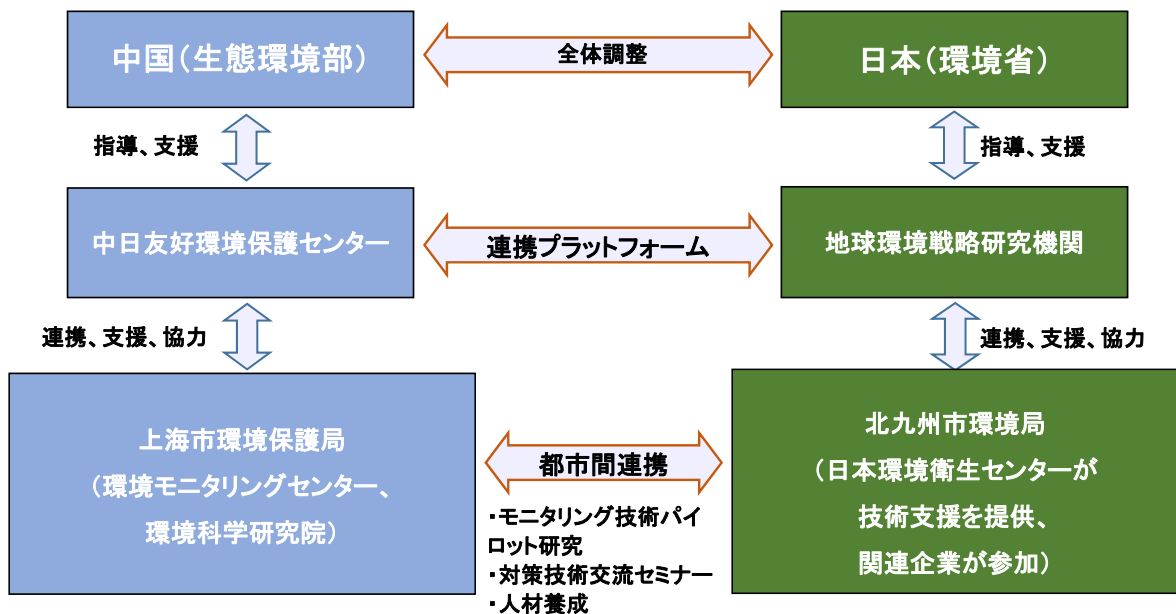 中国（生態環境部）
全体調整
日本（環境省）
指導、支援
指導、支援
中日友好環境保護センター
連携プラットフォーム
地球環境戦略研究機関
連携、支援、協力
連携、支援、協力
上海市環境保護局
（環境モニタリングセンター、
環境科学研究院）
都市間連携
・モニタリング技術パイ
ロット研究
・対策技術交流セミナー
・人材養成
北九州市環境局
（日本環境衛生センターが
技術支援を提供、
関連企業が参加）